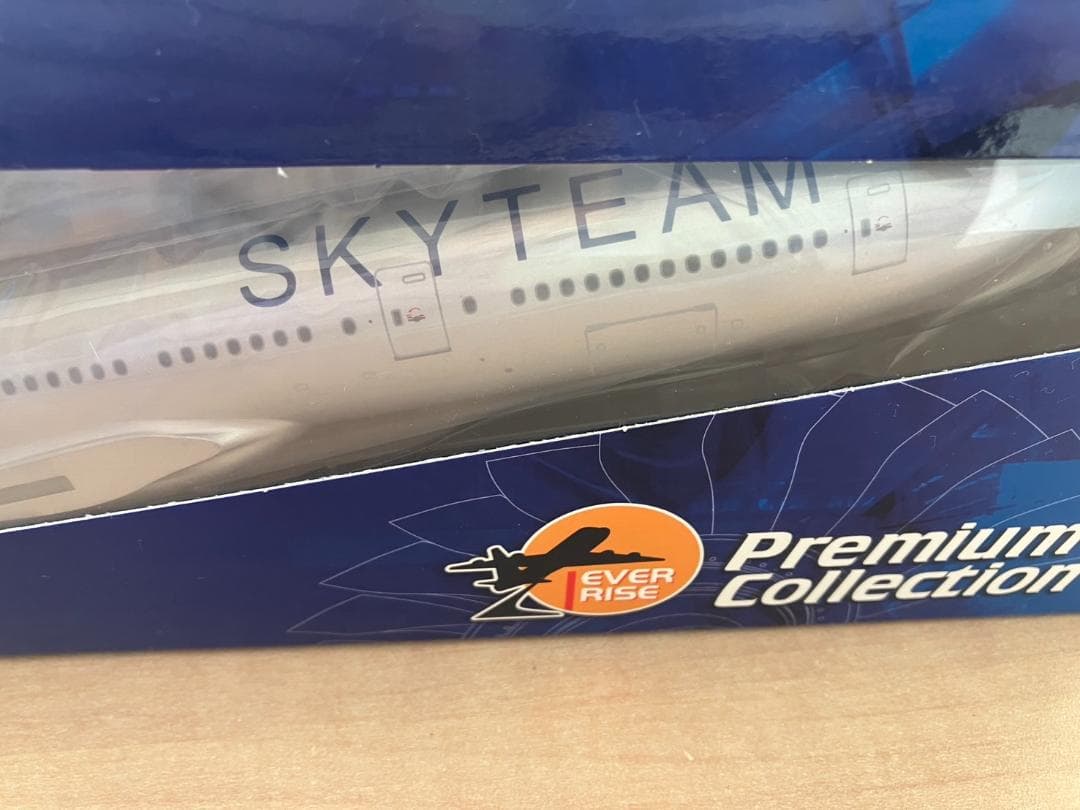 SKYTEAM
EVER
RISE
Premium
Collection